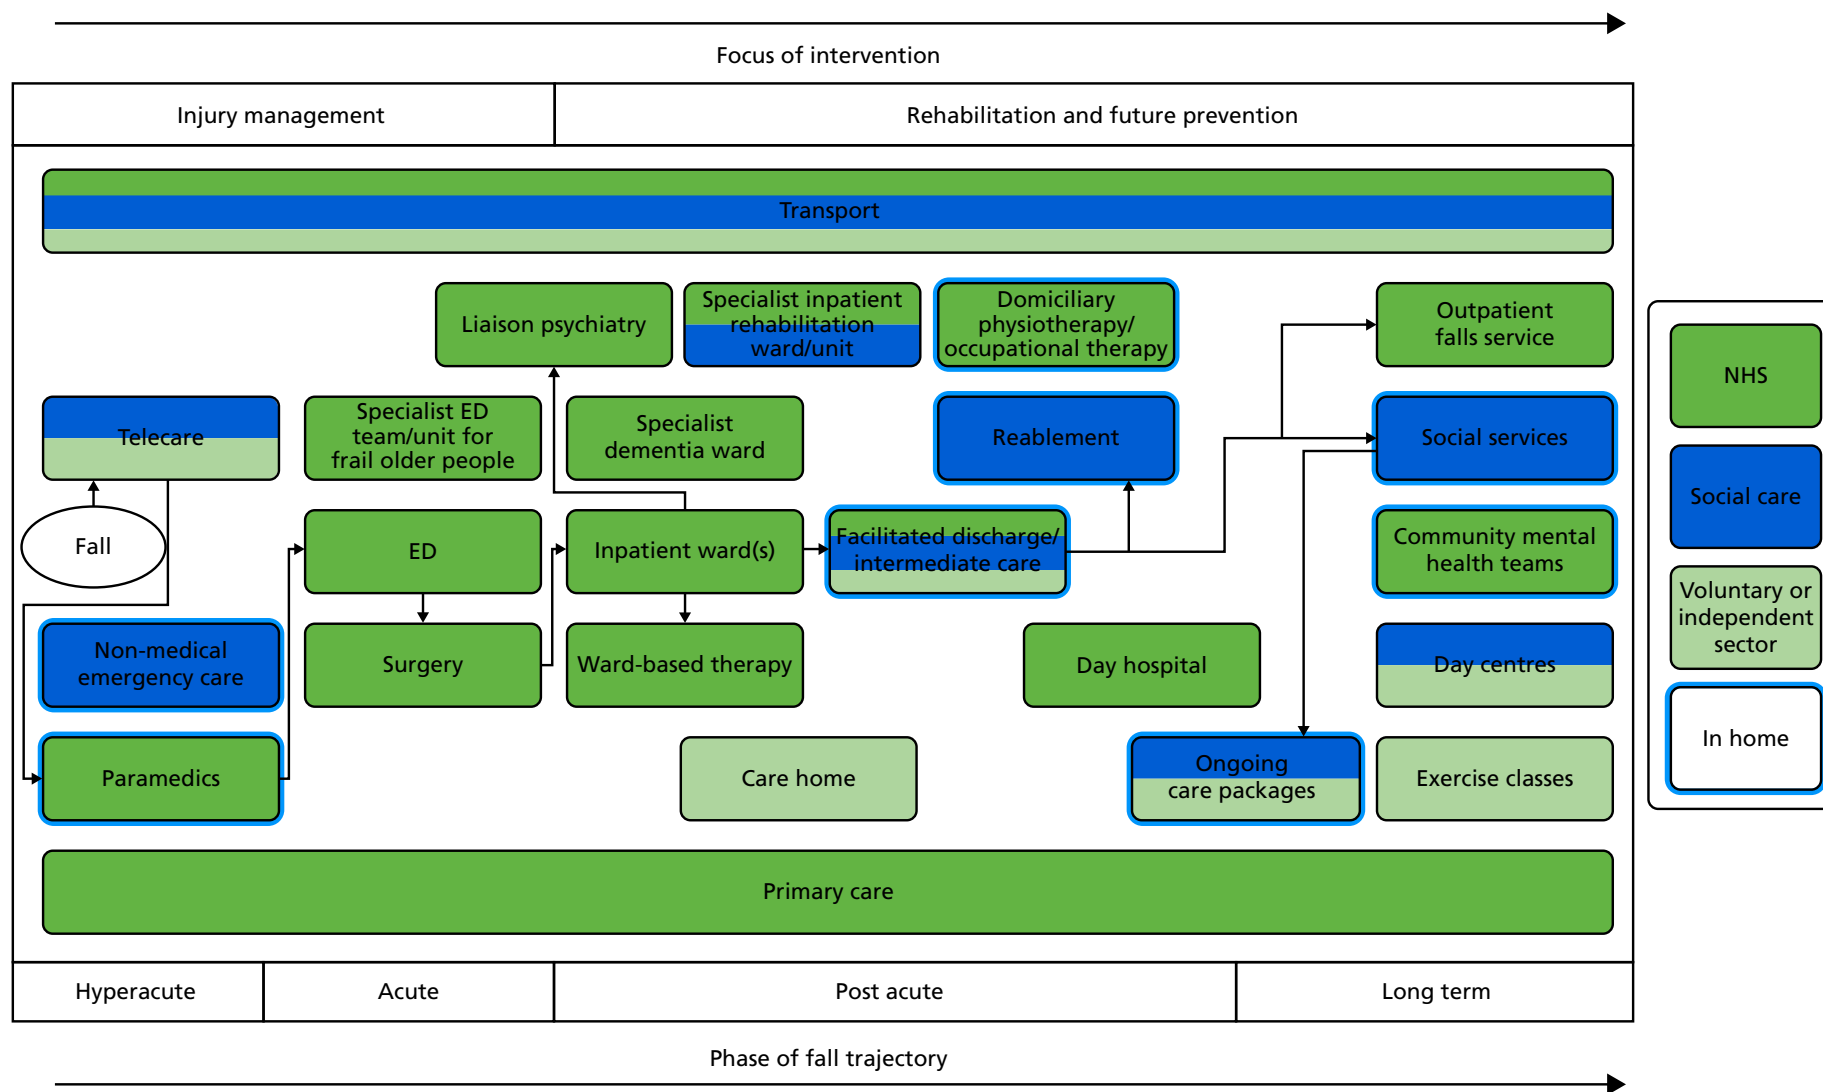 Focus of intervention
Injury management
Rehabilitation and future prevention
Transport
Liaison psychiatry
Specialist inpatient
rehabilitation
ward/unit
Domiciliary
physiotherapy/
occupational therapy
Outpatient
falls service
Telecare
Specialist ED
team/unit for
frail older people
Specialist
dementia ward
Reablement
Social services
Fall
ED
Inpatient ward(s)
Facilitated discharge/
intermediate care
Community mental
health teams
Non-medical
emergency care
Surgery
Ward-based therapy
Day hospital
Day centres
Paramedics
Care home
Ongoing
care packages
Exercise classes
Primary care
Hyperacute
Acute
Post acute
Long term
Phase of fall trajectory
NHS
Social care
Voluntary or
independent
sector
In home